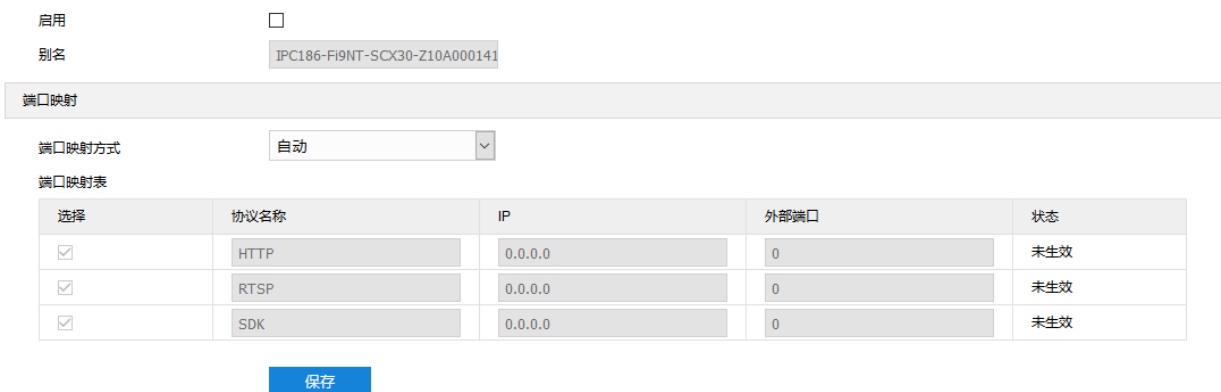 启用
别名 IPC186-Fi9NT-SCX30-Z10A000141
端口映射
端口映射方式 自动
端口映射表
选择 协议名称 IP 外部端口 状态
HTTP 0.0.0.0 0 未生效
RTSP 0.0.0.0 0 未生效
SDK 0.0.0.0 0 未生效
保存